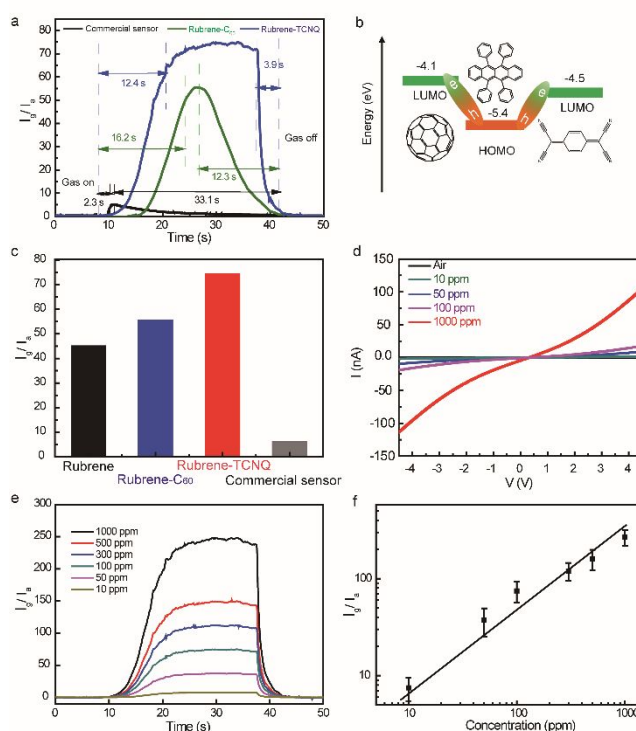 a
Commercial sensor
Rubrene-C60
Rubrene-TCNQ
80
70
60
50
40
30
20
10
0
Ig/Ia
12.4 s
3.9 s
16.2 s
12.3 s
Gas on
Gas off
2.3 s
33.1 s
0 10 20 30 40 50
Time (s)
b
Energy (eV)
-4.1
LUMO
e
h
-5.4
HOMO
e
h
-4.5
LUMO
c
80
70
60
50
40
30
20
10
0
Ig/Ia
Rubrene
Rubrene-C60
Rubrene-TCNQ
Commercial sensor
d
Air
10 ppm
50 ppm
100 ppm
1000 ppm
150
100
50
0.0
-50
-100
-150
I (nA)
-4 -3 -2 -1 0 1 2 3 4
V (V)
e
1000 ppm
500 ppm
300 ppm
100 ppm
50 ppm
10 ppm
300
250
200
150
100
50
0
Ig/Ia
0 10 20 30 40 50
Time (s)
f
100
10
Ig/Ia
10 100 1000
Concentration (ppm)